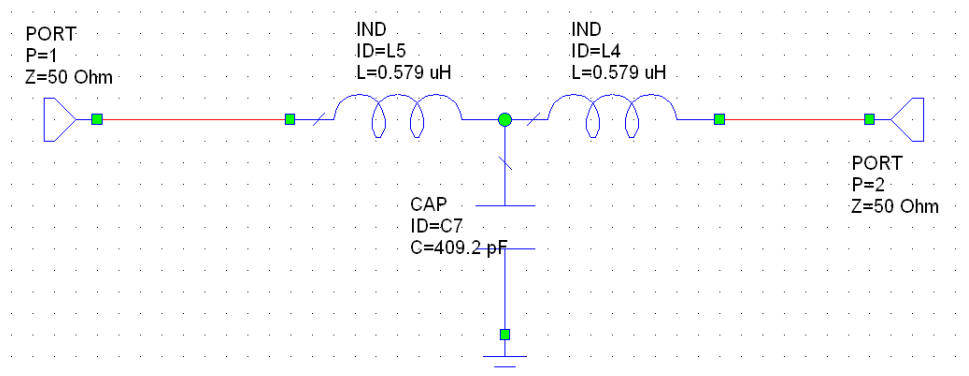 PORT
P=1
Z=50 Ohm
IND
ID=L5
L=0.579 uH
IND
ID=L4
L=0.579 uH
CAP
ID=C7
C=409.2 pF
PORT
P=2
Z=50 Ohm